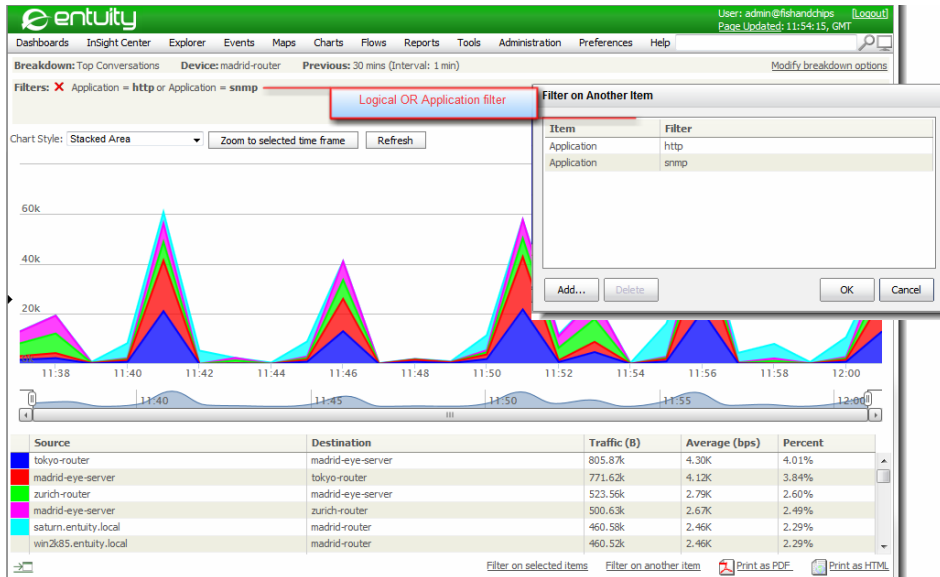 entuity
User: admin@fishandchips [Logout]
Page Updated: 11:54:15, GMT
Dashboards InSight Center Explorer Events Maps Charts Flows Reports Tools Administration Preferences Help
Breakdown: Top Conversations Device: madrid-router Previous: 30 mins (Interval: 1 min) Modify breakdown options
Filters: Application = http or Application = snmp
Logical OR Application filter
Filter on Another Item
Item Filter
Application http
Application snmp
Add... Delete OK Cancel
Chart Style: Stacked Area Zoom to selected time frame Refresh
60k
40k
20k
11:38 11:40 11:42 11:44 11:46 11:48 11:50 11:52 11:54 11:56 11:58 12:00
11:40 11:45 11:50 11:55 12:00
Source Destination Traffic (B) Average (bps) Percent
tokyo-router madrid-eye-server 805.87k 4.30K 4.01%
madrid-eye-server tokyo-router 771.62k 4.12K 3.84%
zurich-router madrid-eye-server 523.56k 2.79K 2.60%
madrid-eye-server zurich-router 500.63k 2.67K 2.49%
saturn.entuity.local madrid-router 460.58k 2.46K 2.29%
win2k85.entuity.local madrid-router 460.52k 2.46K 2.29%
Filter on selected items Filter on another item Print as PDF Print as HTML